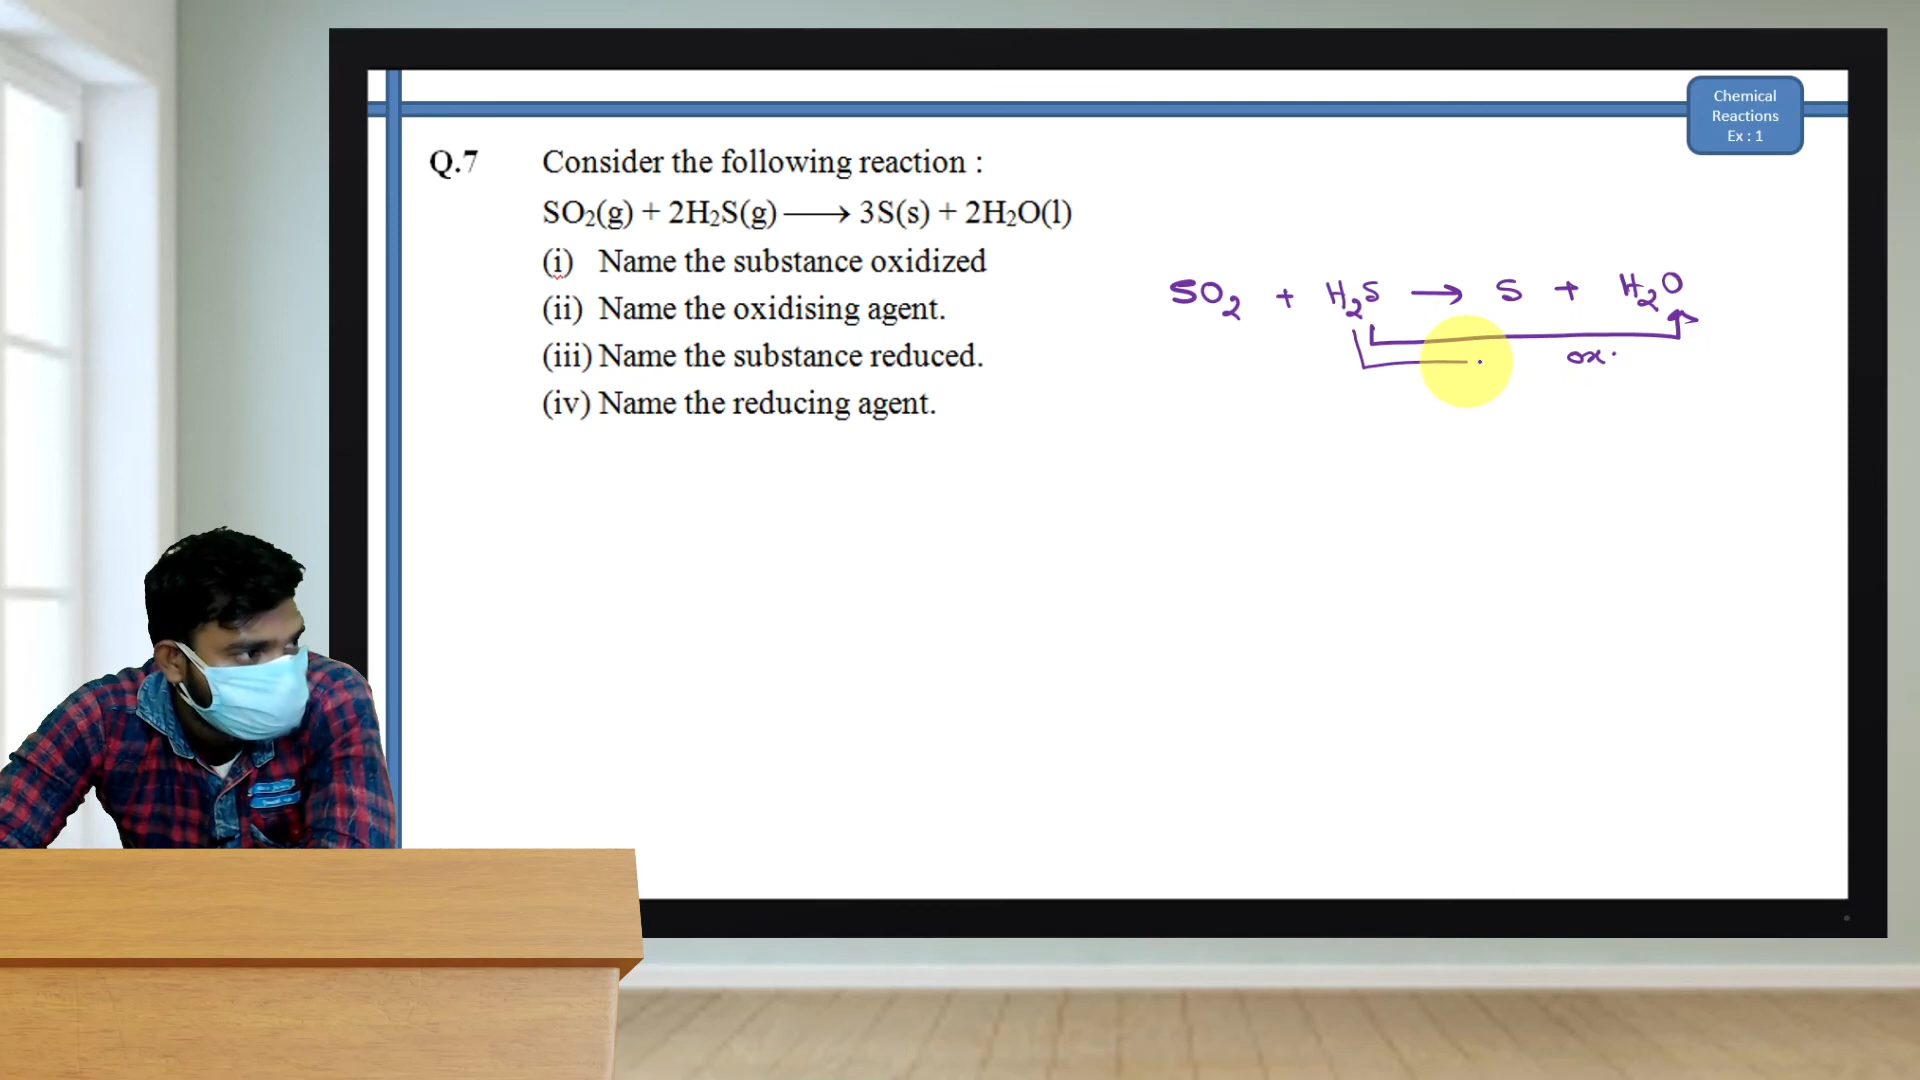 Chemical
Reactions
Ex : 1
Q.7 Consider the following reaction :
SO₂(g) + 2H₂S(g) ⟶ 3S(s) + 2H₂O(l)
(i) Name the substance oxidized
(ii) Name the oxidising agent.
(iii) Name the substance reduced.
(iv) Name the reducing agent.
SO₂ + H₂S → S + H₂O
ox.